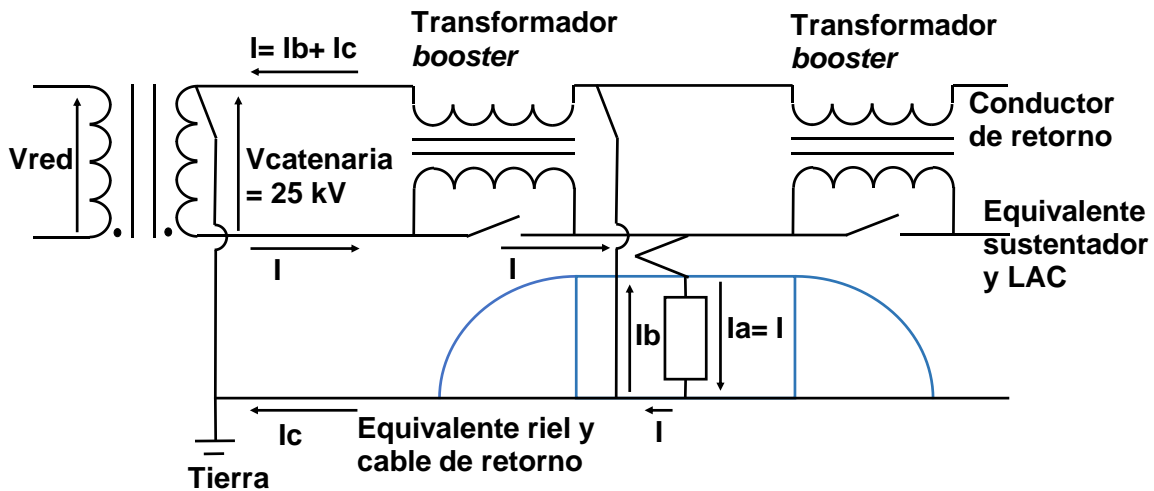 Transformador
booster
Transformador
booster
I= Ib+ Ic
Conductor
de retorno
Vred
Vcatenaria
= 25 kV
Equivalente
sustentador
y LAC
I
I
Ib
Ia= I
Ic
Equivalente riel y
cable de retorno
I
Tierra